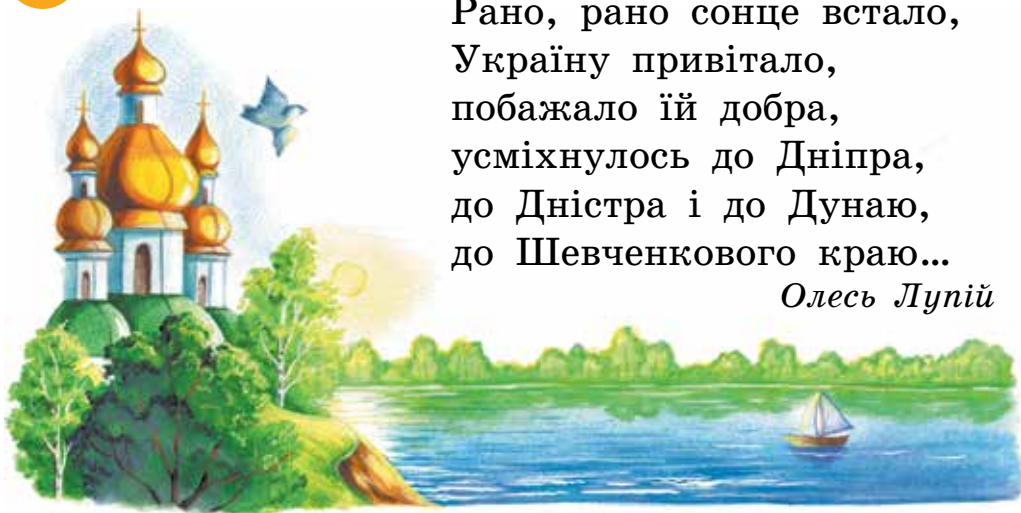 Рано, рано сонце встало,
Україну привітало,
побажало їй добра,
усміхнулось до Дніпра,
до Дністра і до Дунаю,
до Шевченкового краю...
Олесь Лупій